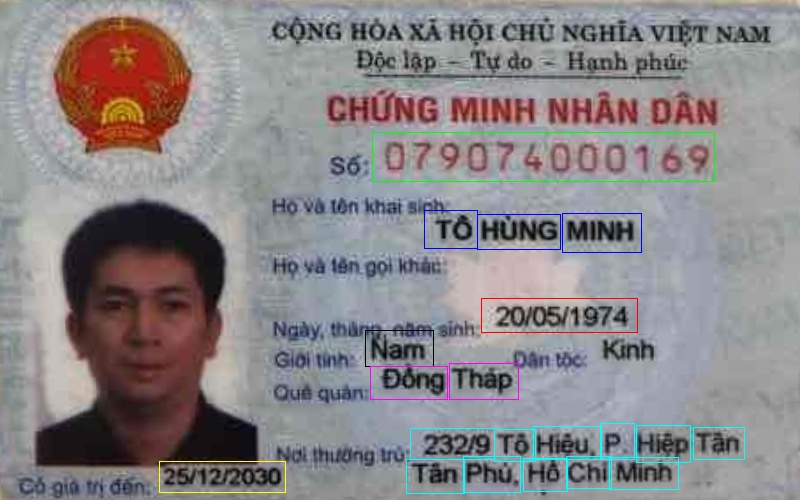 CỘNG HÒA XÃ HỘI CHỦ NGHĨA VIỆT NAM
Độc lập – Tự do – Hạnh phúc
CHỨNG MINH NHÂN DÂN
Số: 079074000169
Họ và tên khai sinh:
TÔ HÙNG MINH
Họ và tên gọi khác:
Ngày, tháng, năm sinh: 20/05/1974
Giới tính: Nam Dân tộc: Kinh
Quê quán: Đồng Tháp
Nơi thường trú: 232/9 Tô Hiệu, P. Hiệp Tân
Tân Phú, Hồ Chí Minh
Có giá trị đến: 25/12/2030